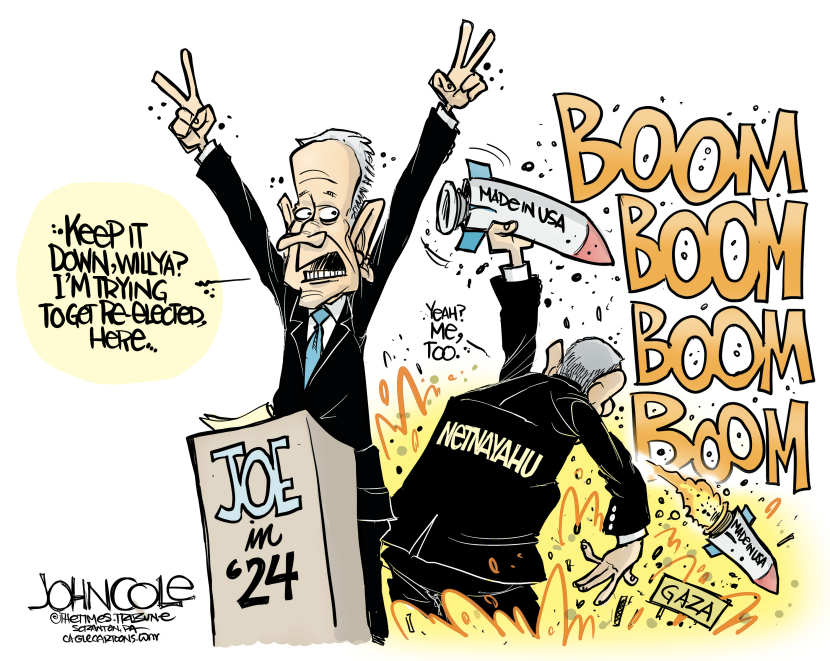 Keep it
down, willya?
I'm trying
to get re-elected,
here...
Made in USA
BOOM
BOOM
BOOM
BOOM
Yeah?
Me,
too.
Netnayahu
Made in USA
GAZA
JOE
in
'24
John Cole
©The Times-Tribune
Scranton, PA
caglecartoons.com